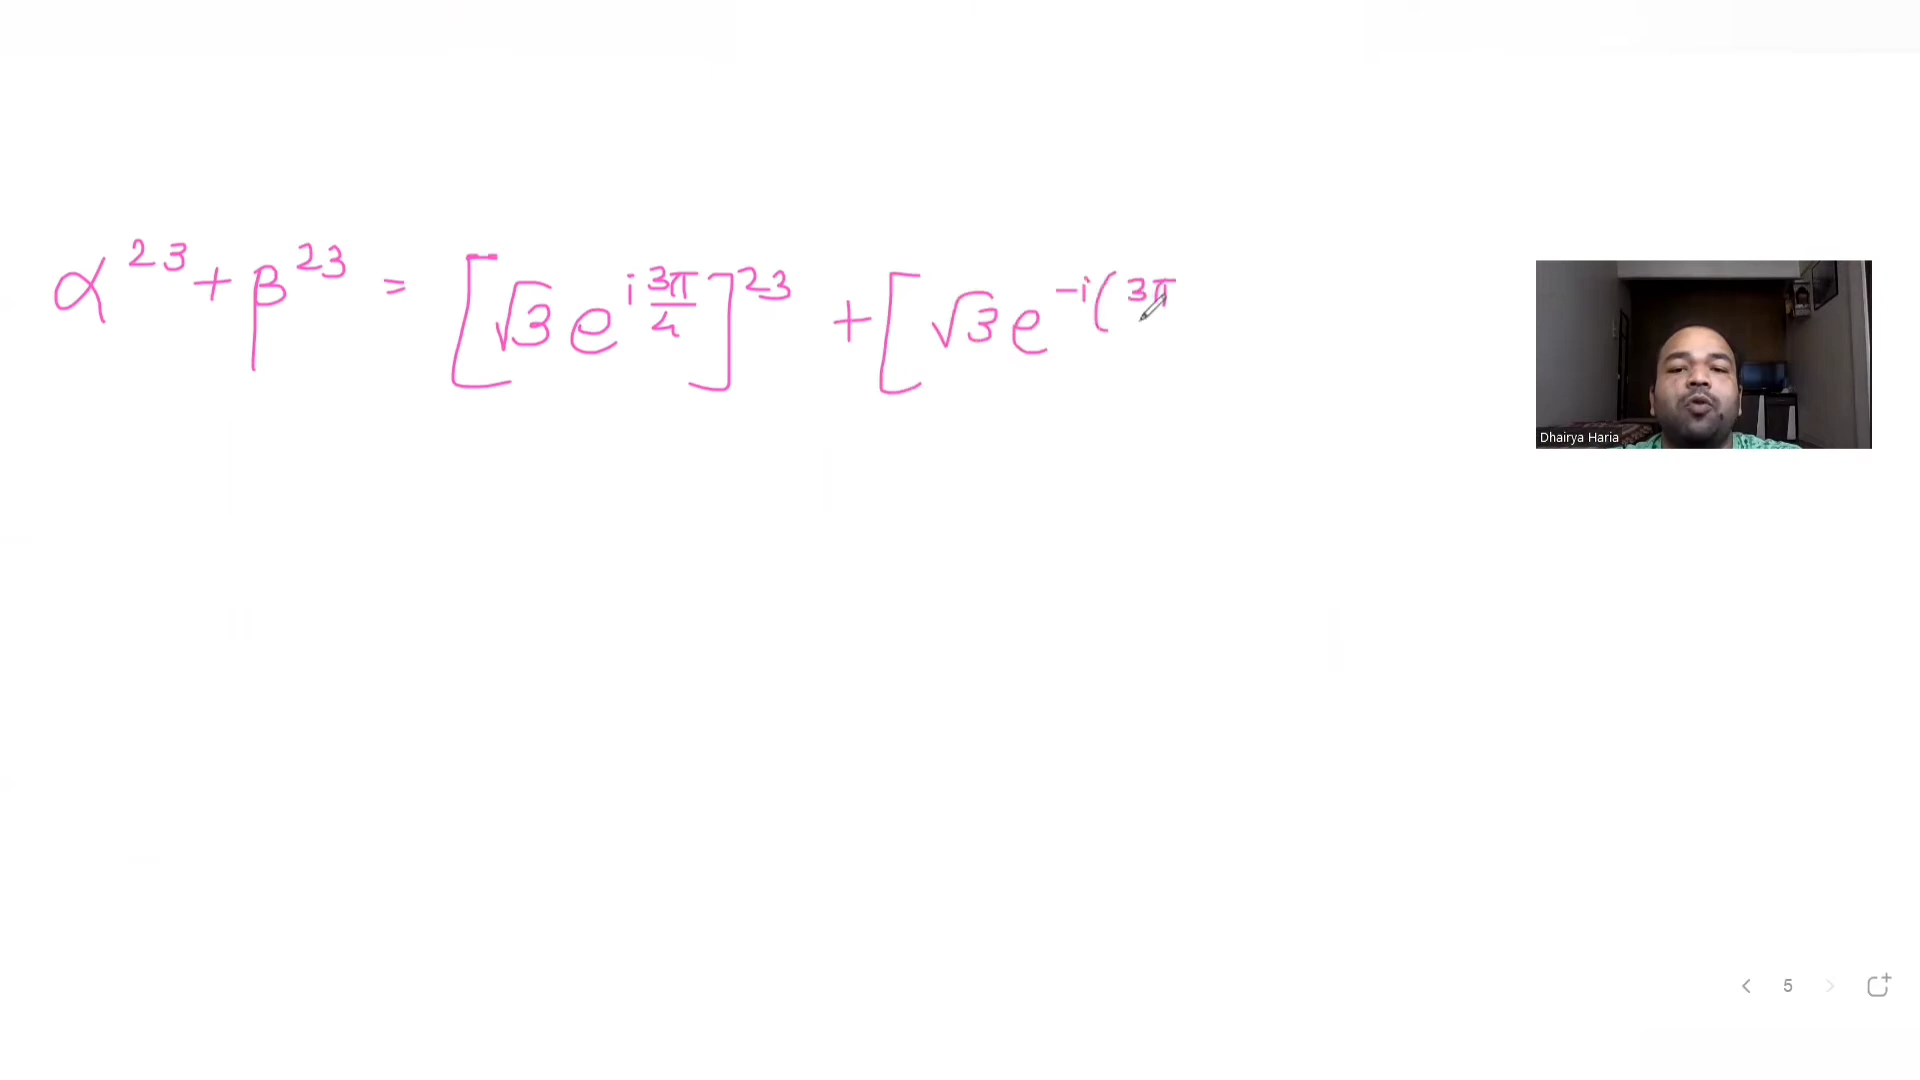 α^23 + β^23 = [√3 e^(i 3π/4)]^23 + [√3 e^-i(3π
Dhairya Haria
5